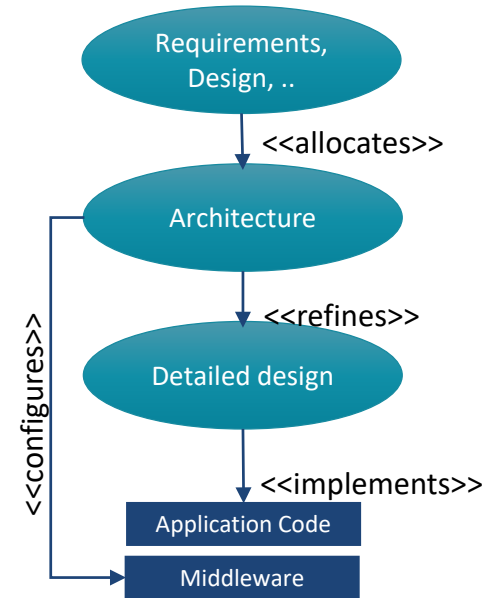 Requirements,
Design, ..
<<allocates>>
Architecture
<<refines>>
<<configures>>
Detailed design
<<implements>>
Application Code
Middleware